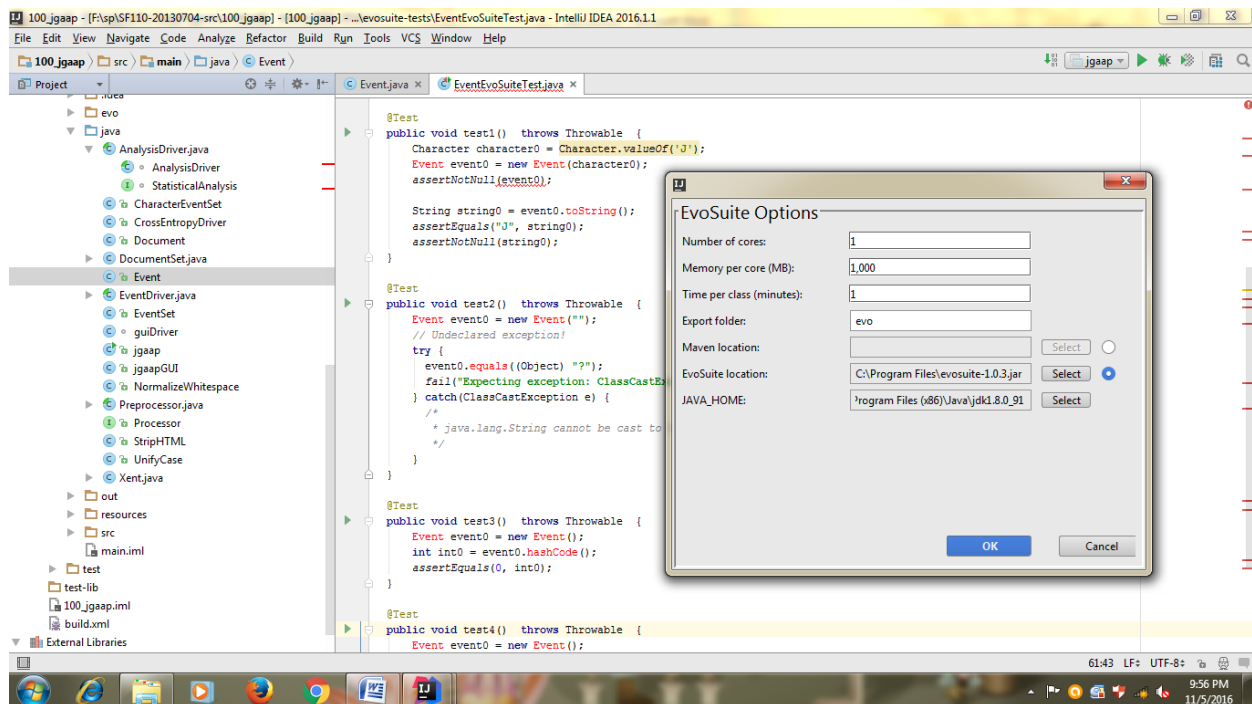 100_jgaap - [F:\sp\SF110-20130704-src\100_jgaap] - [100_jgaap] - ...\evosuite-tests\EventEvoSuiteTest.java - IntelliJ IDEA 2016.1.1
File Edit View Navigate Code Analyze Refactor Build Run Tools VCS Window Help
100_jgaap src main java Event
jgaap
Project
Event.java
EventEvoSuiteTest.java
.idea
evo
java
AnalysisDriver.java
AnalysisDriver
StatisticalAnalysis
CharacterEventSet
CrossEntropyDriver
Document
DocumentSet.java
Event
EventDriver.java
EventSet
guiDriver
jgaap
jgaapGUI
NormalizeWhitespace
Preprocessor.java
Processor
StripHTML
UnifyCase
Xent.java
out
resources
src
main.iml
test
test-lib
100_jgaap.iml
build.xml
External Libraries
@Test
public void test1() throws Throwable {
Character character0 = Character.valueOf('J');
Event event0 = new Event(character0);
assertNotNull(event0);
String string0 = event0.toString();
assertEquals("J", string0);
assertNotNull(string0);
}
@Test
public void test2() throws Throwable {
Event event0 = new Event("");
// Undeclared exception!
try {
event0.equals((Object) "?");
fail("Expecting exception: ClassCastEx
} catch(ClassCastException e) {
/*
* java.lang.String cannot be cast to
*/
}
}
@Test
public void test3() throws Throwable {
Event event0 = new Event();
int int0 = event0.hashCode();
assertEquals(0, int0);
}
@Test
public void test4() throws Throwable {
Event event0 = new Event();
EvoSuite Options
Number of cores: 1
Memory per core (MB): 1,000
Time per class (minutes): 1
Export folder: evo
Maven location: Select
EvoSuite location: C:\Program Files\evosuite-1.0.3.jar Select
JAVA_HOME: Program Files (x86)\Java\jdk1.8.0_91 Select
OK Cancel
61:43 LF UTF-8
9:56 PM
11/5/2016